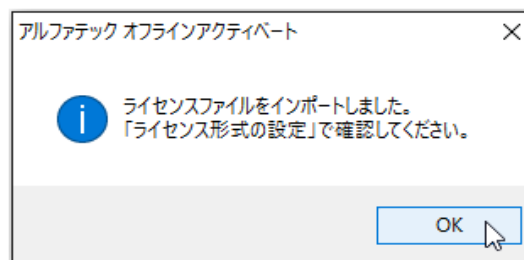 アルファテック オフラインアクティベート
ライセンスファイルをインポートしました。
「ライセンス形式の設定」で確認してください。
OK